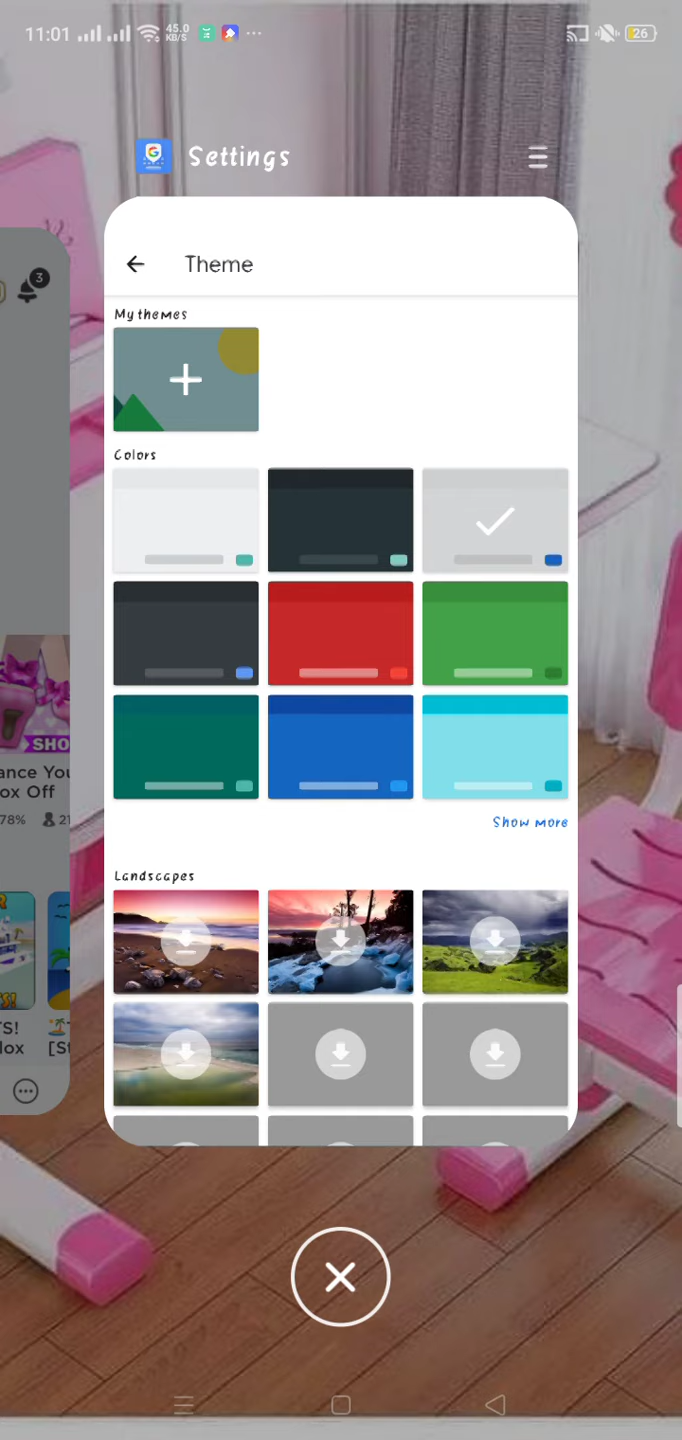 11:01
45.0
KB/S
26
Settings
Theme
3
My themes
Colors
SHO
ance You
ox Off
78%
21
Show more
Landscapes
TS!
lox
[St